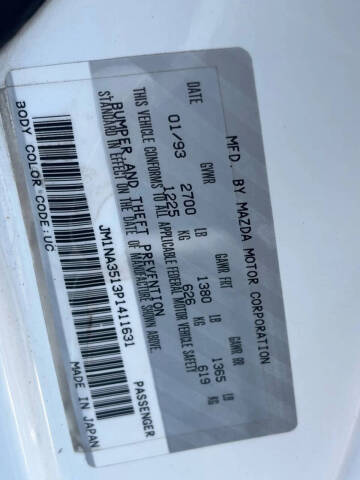 MFD. BY MAZDA MOTOR CORPORATION
DATE GVWR GAWR FRT GAWR RR
01/93 2700 LB 1380 LB 1365 LB
1225 KG 626 KG 619 KG
THIS VEHICLE CONFORMS TO ALL APPLICABLE FEDERAL MOTOR VEHICLE SAFETY
BUMPER AND THEFT PREVENTION
STANDARD IN EFFECT ON THE DATE OF MANUFACTURE SHOWN ABOVE.
JM1NA3513P1411631 PASSENGER
BODY COLOR CODE:UC MADE IN JAPAN